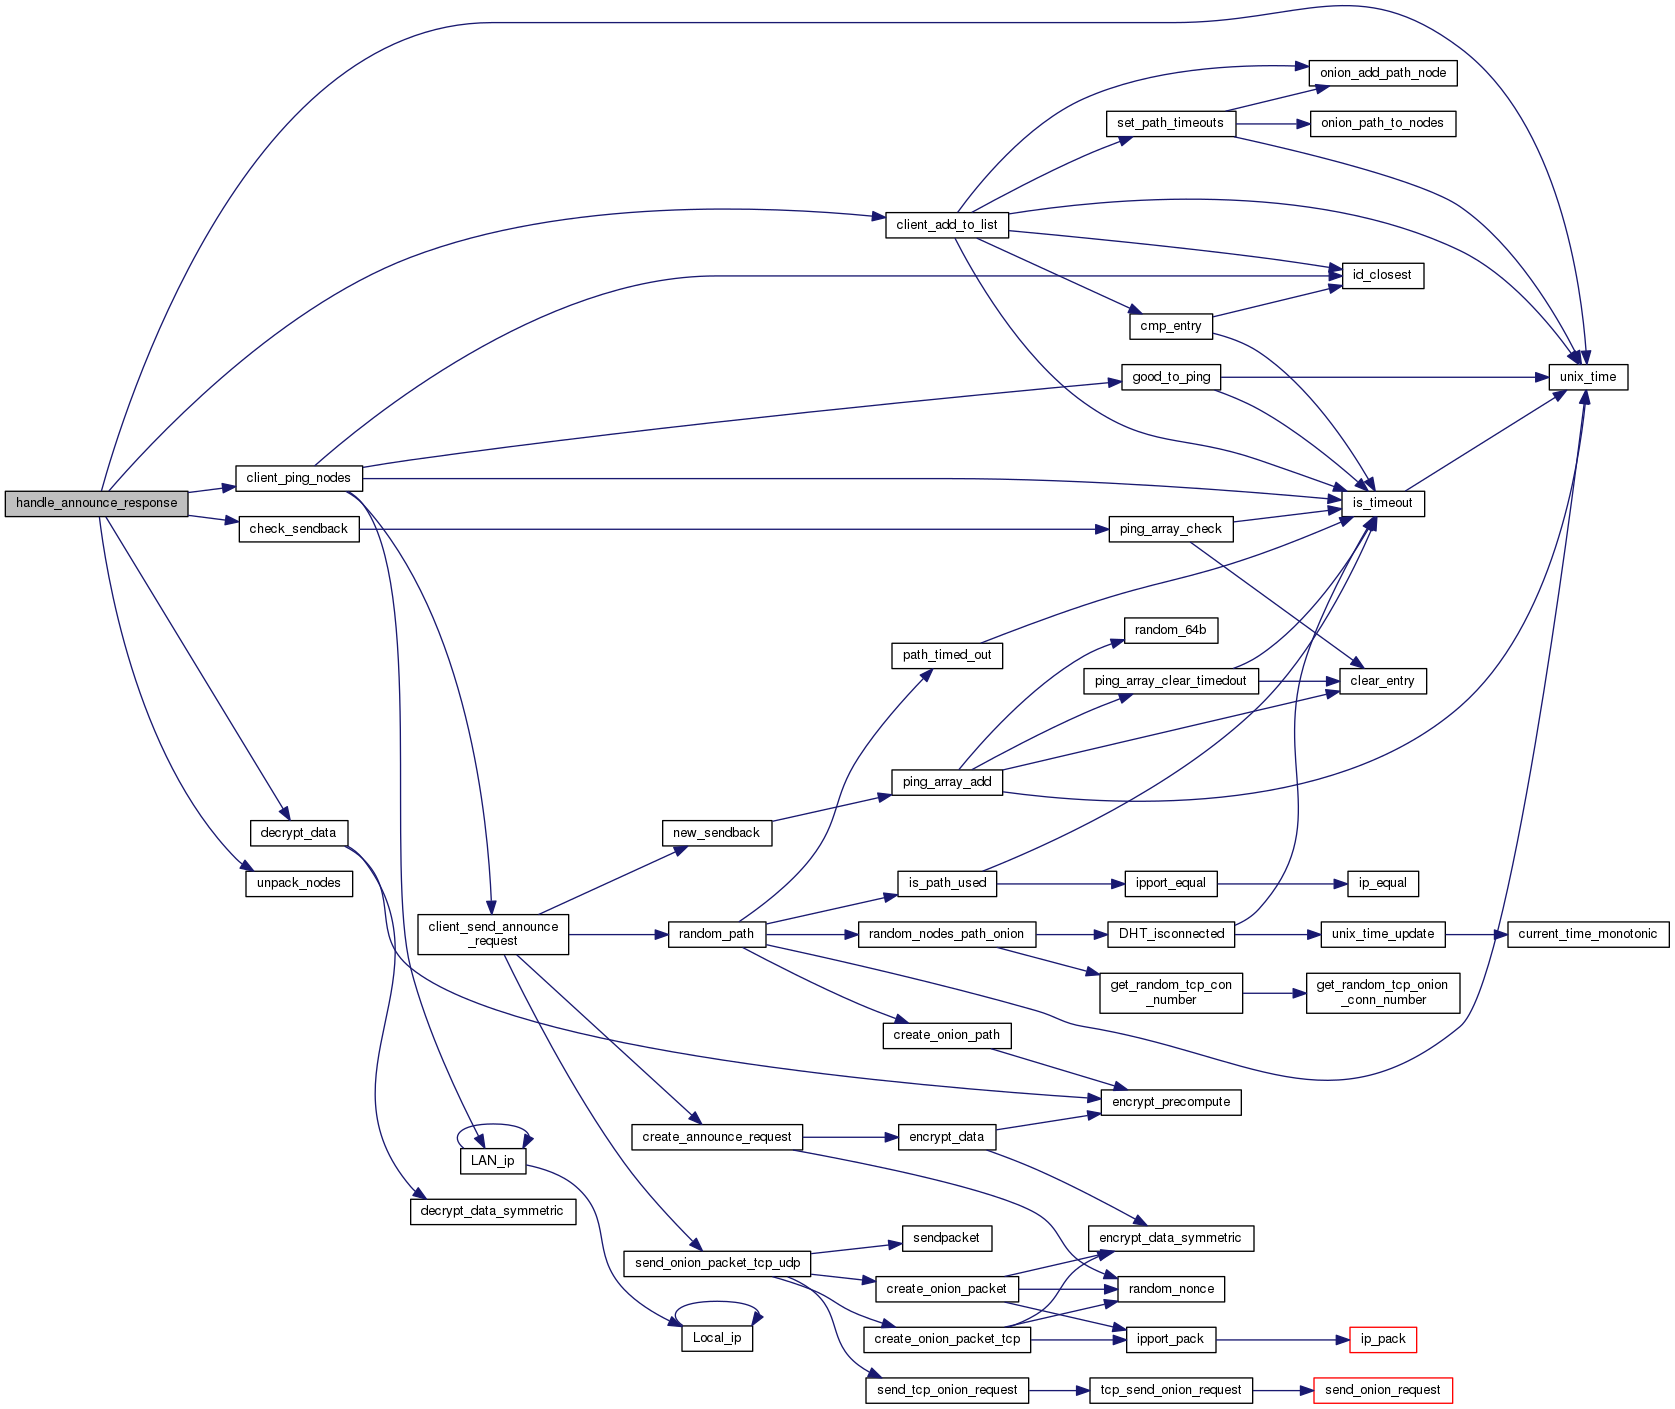 onion_add_path_node
set_path_timeouts
onion_path_to_nodes
client_add_to_list
id_closest
cmp_entry
good_to_ping
unix_time
client_ping_nodes
handle_announce_response
is_timeout
check_sendback
ping_array_check
random_64b
path_timed_out
ping_array_clear_timedout
clear_entry
ping_array_add
decrypt_data
new_sendback
unpack_nodes
is_path_used
ipport_equal
ip_equal
client_send_announce
_request
random_path
random_nodes_path_onion
DHT_isconnected
unix_time_update
current_time_monotonic
get_random_tcp_con
_number
get_random_tcp_onion
_conn_number
create_onion_path
encrypt_precompute
create_announce_request
encrypt_data
LAN_ip
decrypt_data_symmetric
encrypt_data_symmetric
sendpacket
send_onion_packet_tcp_udp
create_onion_packet
random_nonce
Local_ip
create_onion_packet_tcp
ipport_pack
ip_pack
send_tcp_onion_request
tcp_send_onion_request
send_onion_request